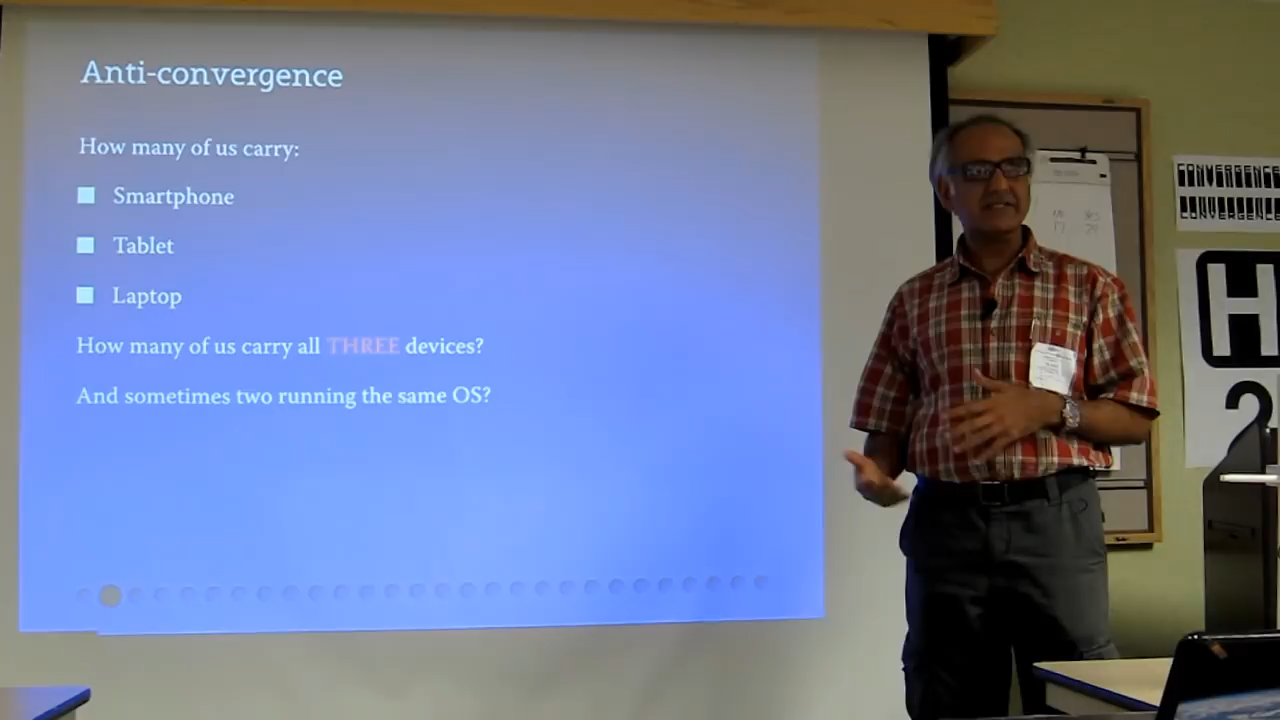 Anti-convergence
How many of us carry:
Smartphone
Tablet
Laptop
How many of us carry all THREE devices?
And sometimes two running the same OS?
CONVERGENCE
CONVERGENCE
H
2